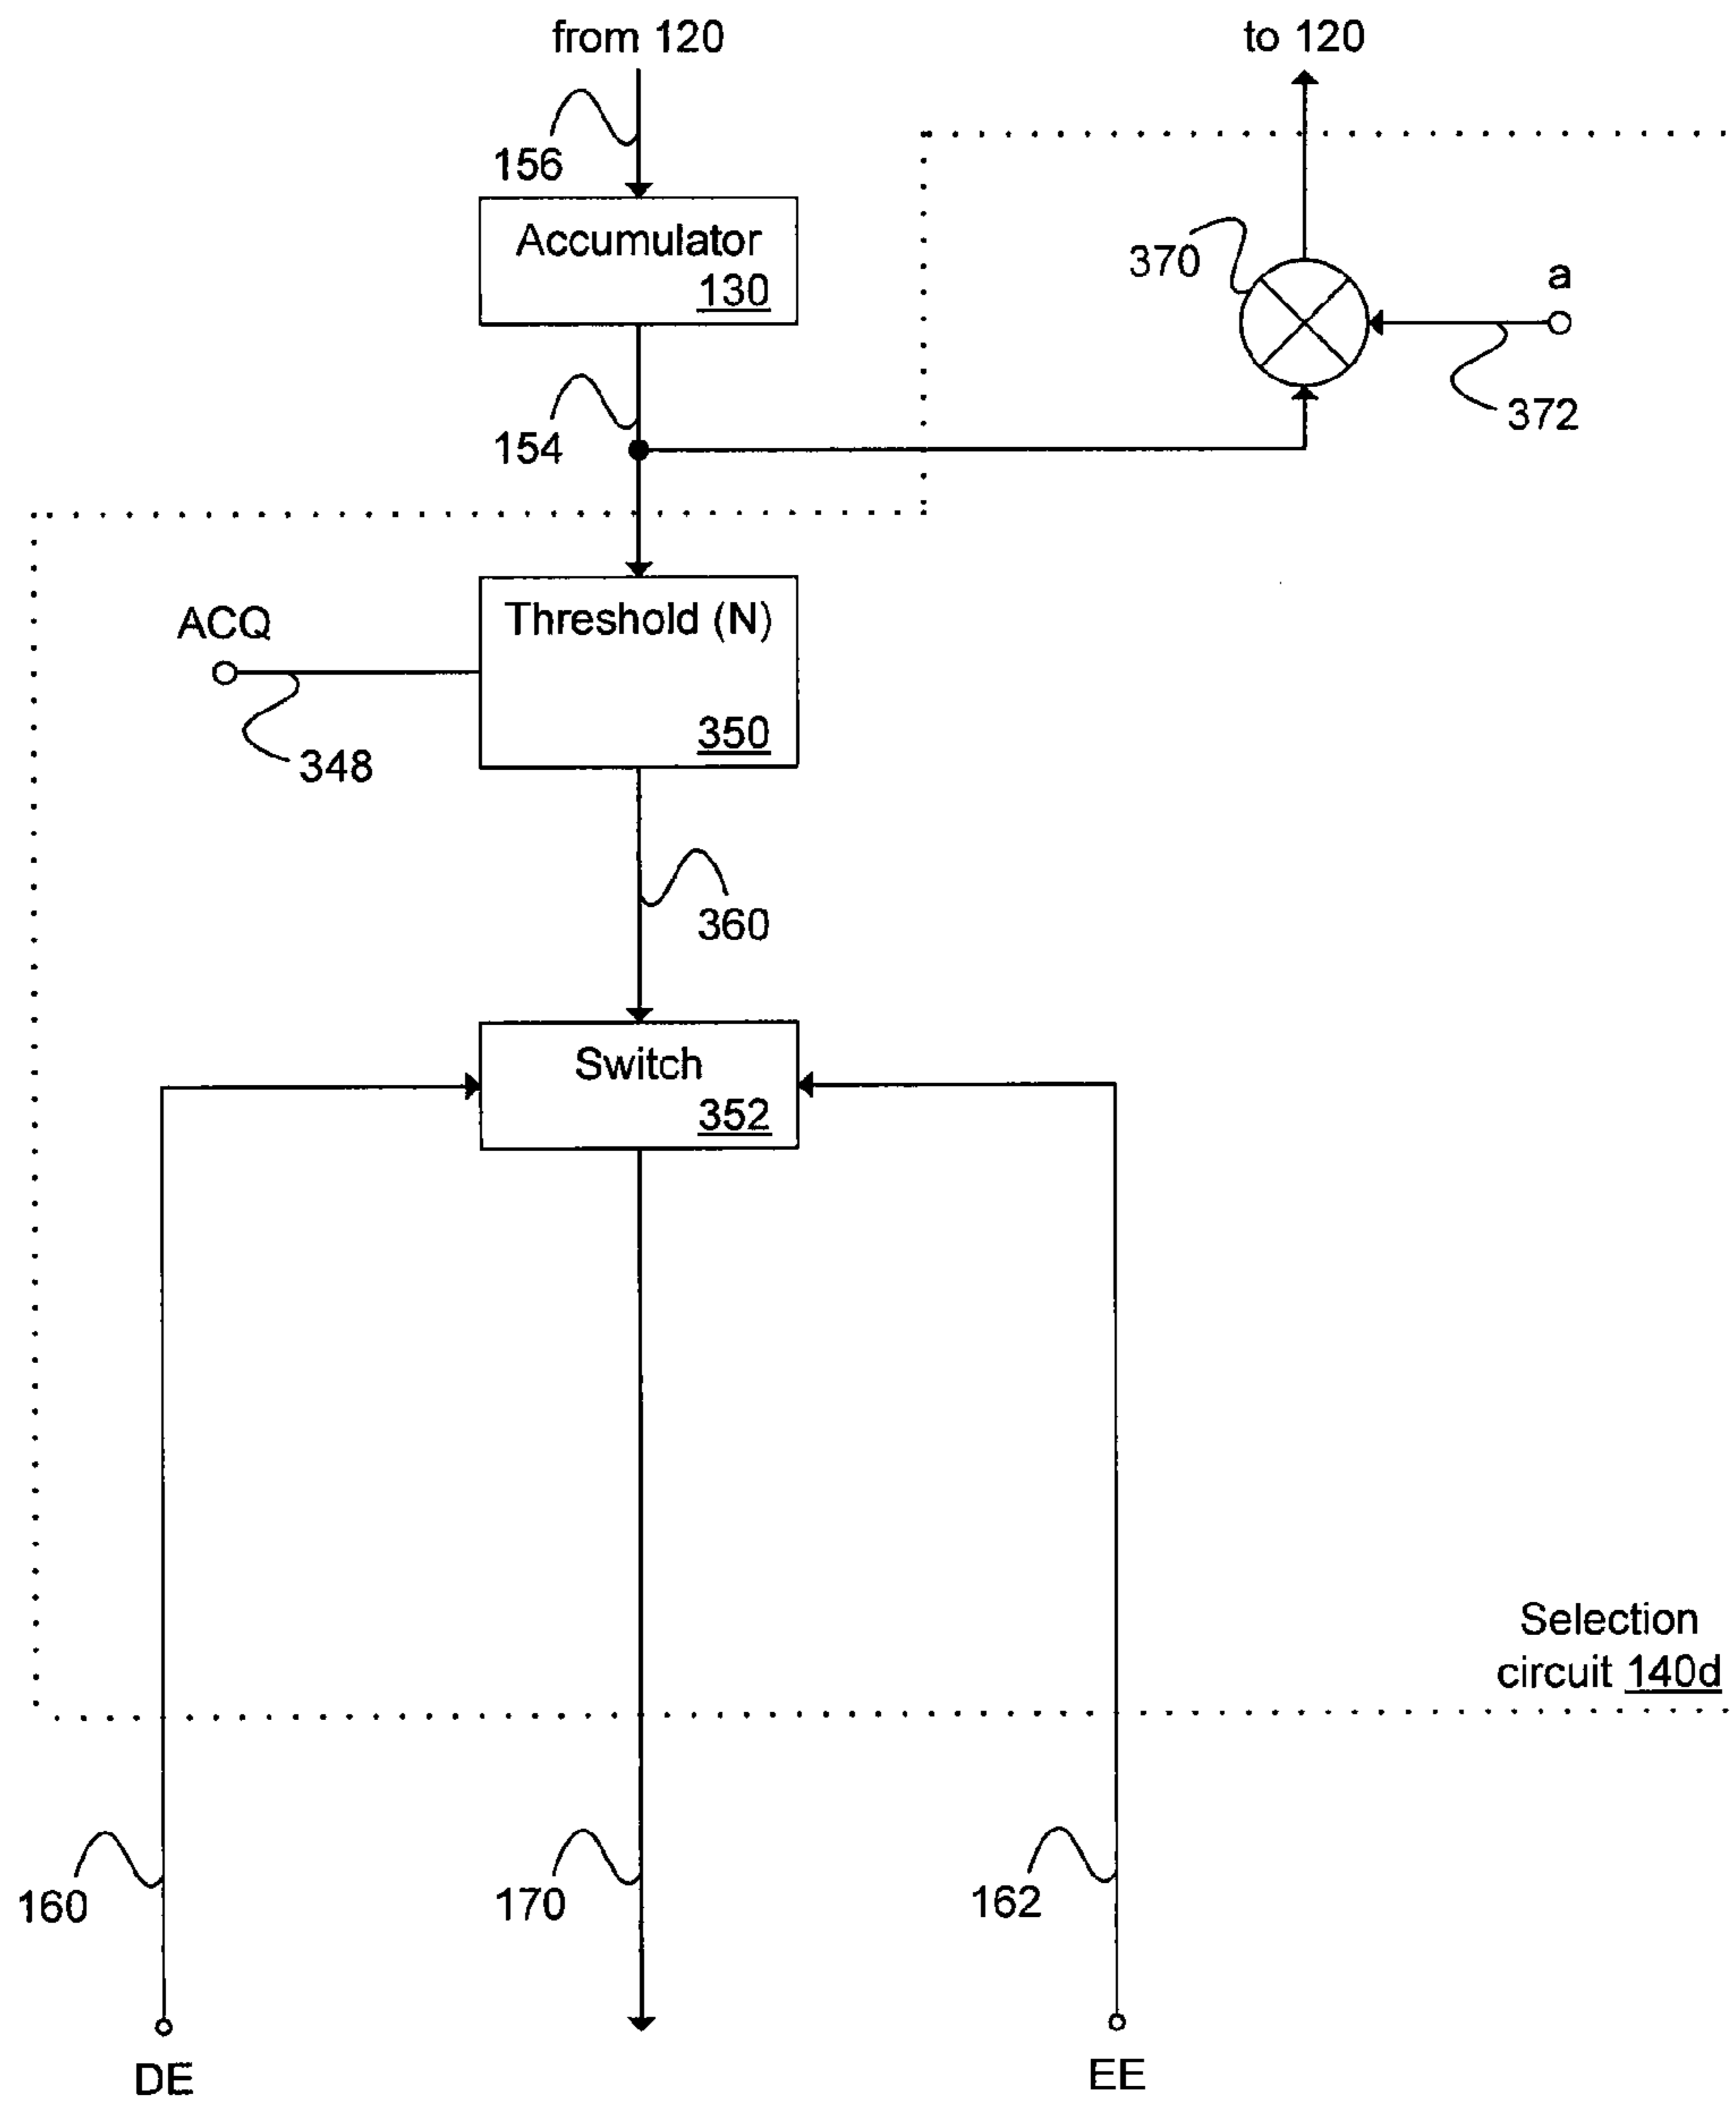 from 120
to 120
156
Accumulator
130
370
a
372
154
ACQ
Threshold (N)
350
348
360
Switch
352
Selection
circuit 140d
160
170
162
DE
EE